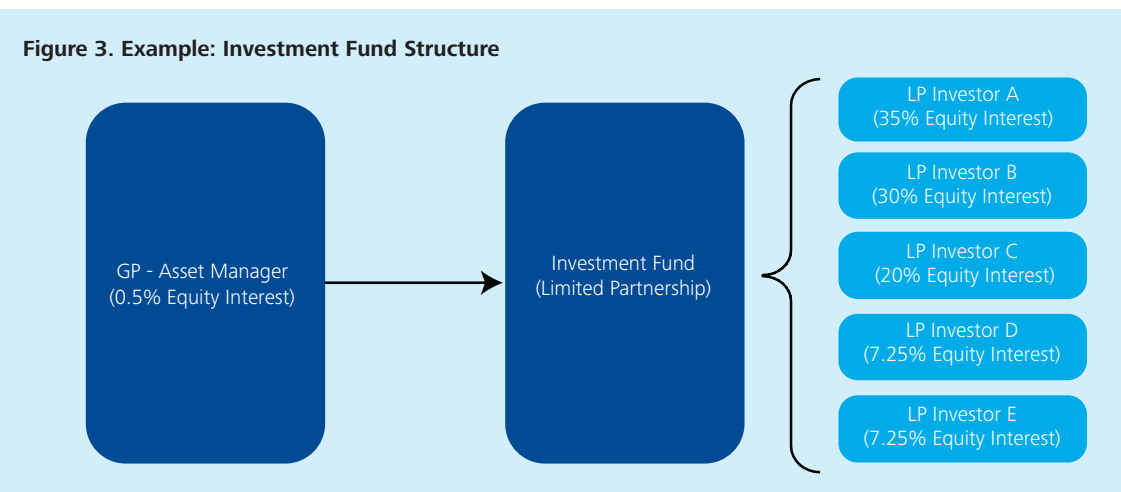 Figure 3. Example: Investment Fund Structure
GP - Asset Manager
(0.5% Equity Interest)
Investment Fund
(Limited Partnership)
LP Investor A
(35% Equity Interest)
LP Investor B
(30% Equity Interest)
LP Investor C
(20% Equity Interest)
LP Investor D
(7.25% Equity Interest)
LP Investor E
(7.25% Equity Interest)